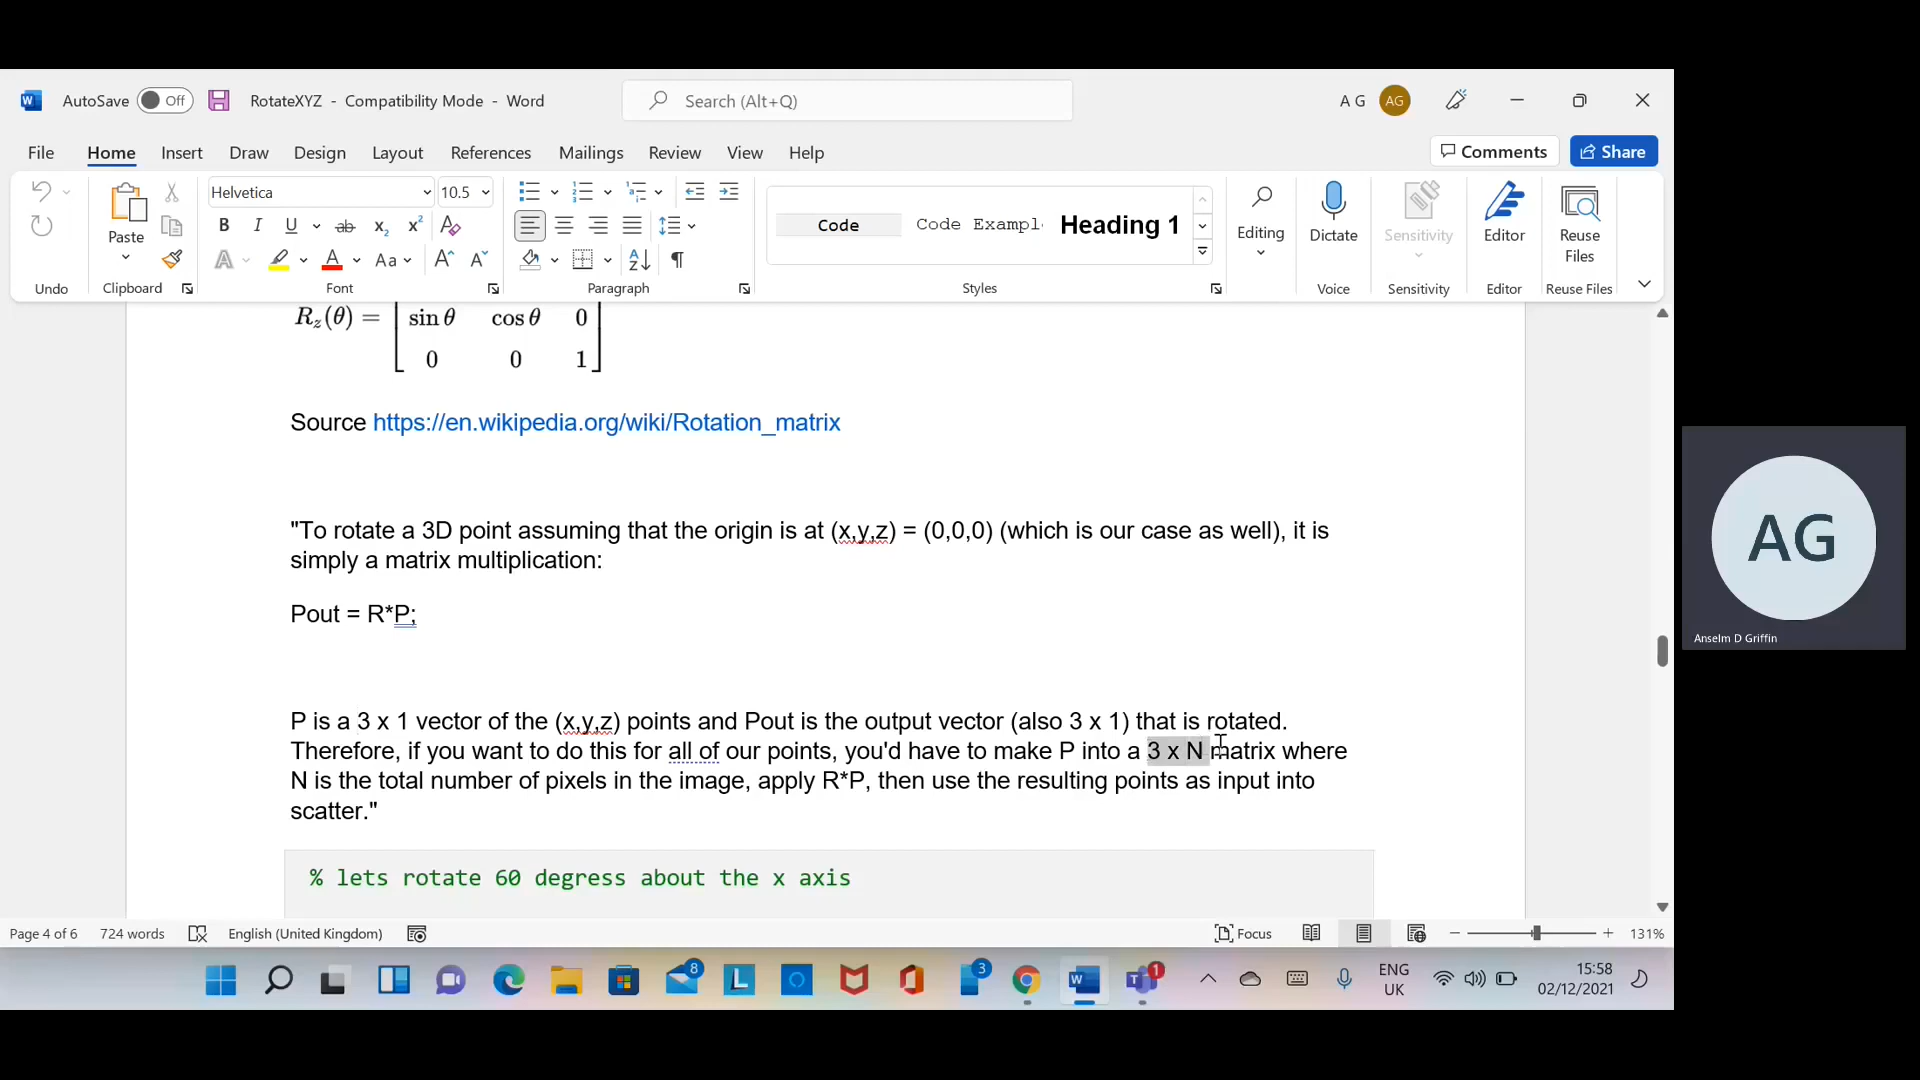 AutoSave Off RotateXYZ - Compatibility Mode - Word Search (Alt+Q) A G AG
File Home Insert Draw Design Layout References Mailings Review View Help Comments Share
Helvetica 10.5
Paste
B I U ab x₂ x² A
A A Aa A A A Z
Code Code Exampl Heading 1
Editing Dictate Sensitivity Editor Reuse Files
Undo Clipboard Font Paragraph Styles Voice Sensitivity Editor Reuse Files
R_z(θ) = [ sin θ cos θ 0
0 0 1 ]
Source https://en.wikipedia.org/wiki/Rotation_matrix
"To rotate a 3D point assuming that the origin is at (x,y,z) = (0,0,0) (which is our case as well), it is
simply a matrix multiplication:
Pout = R*P;
P is a 3 x 1 vector of the (x,y,z) points and Pout is the output vector (also 3 x 1) that is rotated.
Therefore, if you want to do this for all of our points, you'd have to make P into a 3 x N matrix where
N is the total number of pixels in the image, apply R*P, then use the resulting points as input into
scatter."
% lets rotate 60 degress about the x axis
AG
Anselm D Griffin
Page 4 of 6 724 words English (United Kingdom) Focus 131%
8 L 3 W T 1 ENG
UK
15:58
02/12/2021